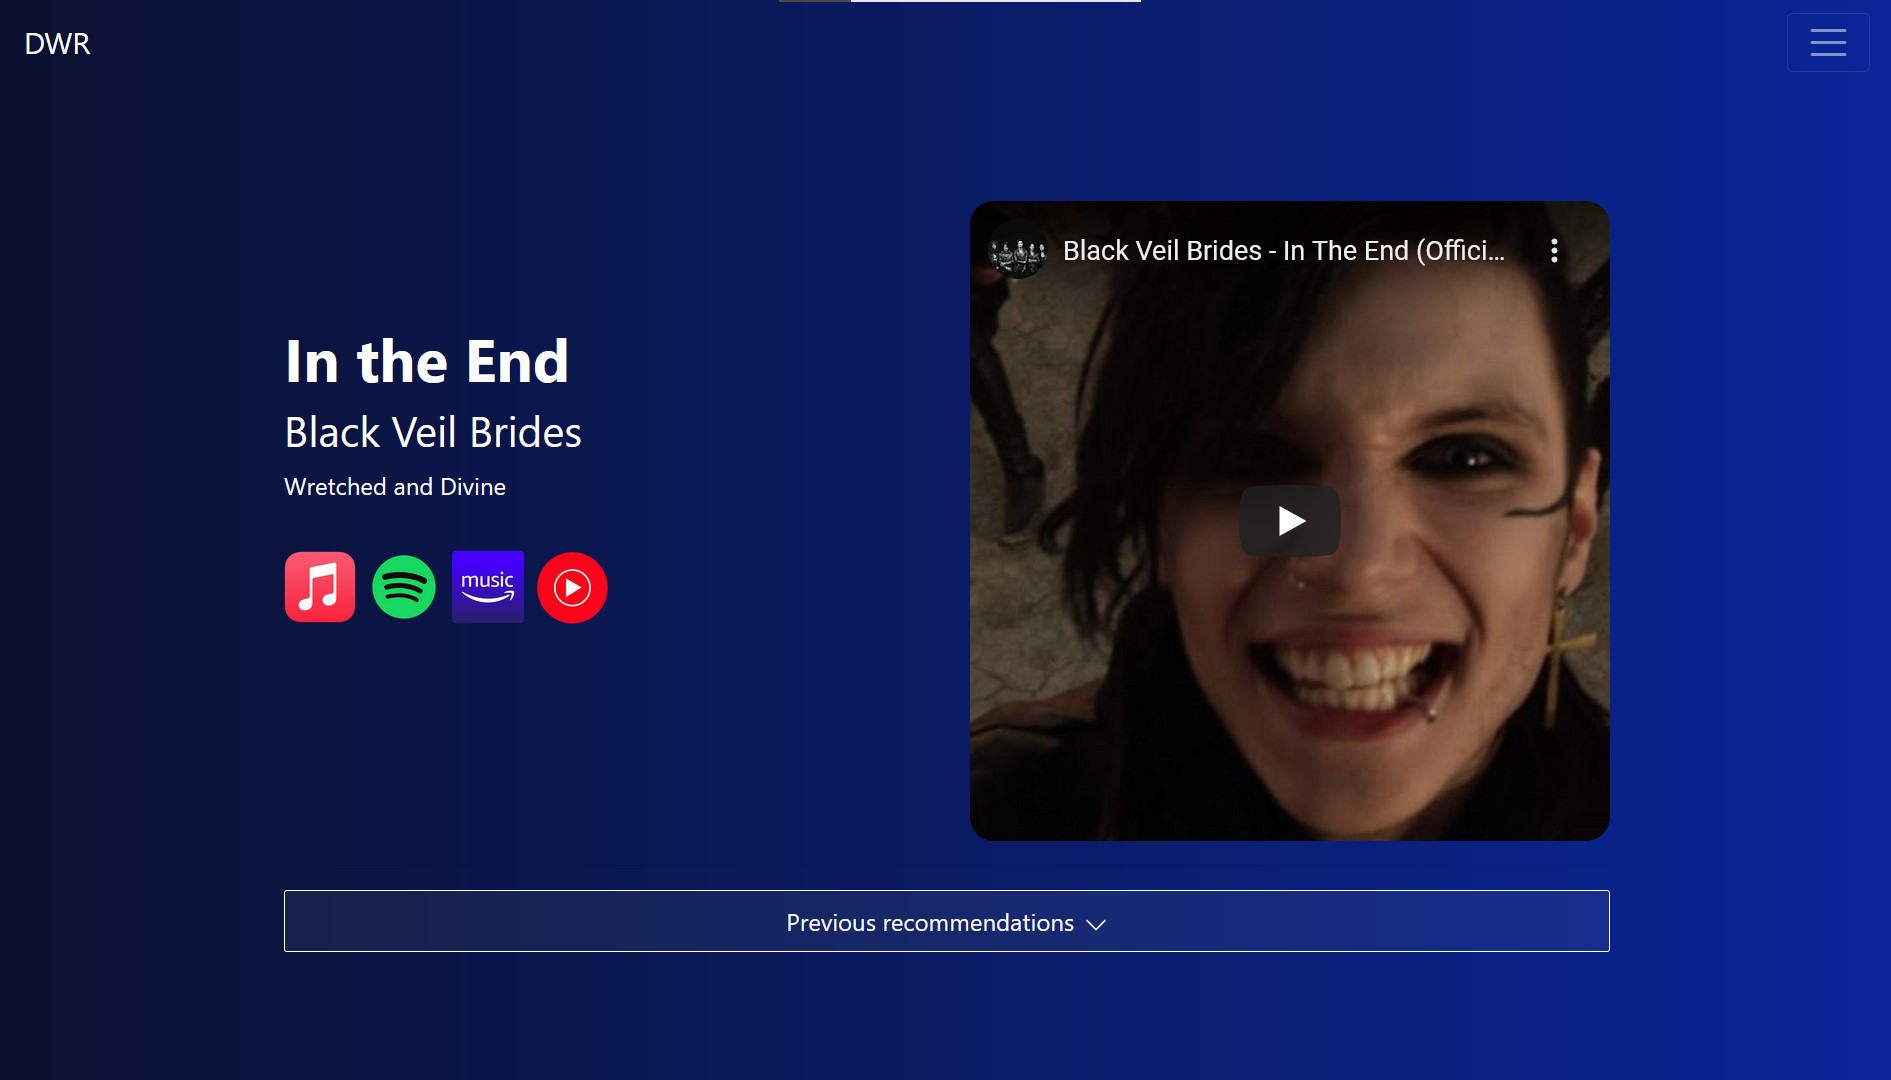 DWR
Black Veil Brides - In The End (Offici...
In the End
Black Veil Brides
Wretched and Divine
music
Previous recommendations